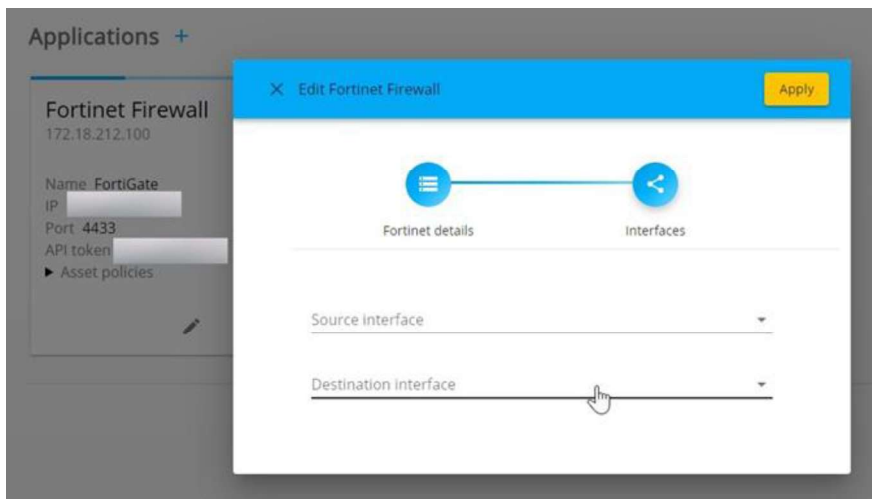 Applications +
Fortinet Firewall
172.18.212.100
Name FortiGate
IP
Port 4433
API token
Asset policies
Edit Fortinet Firewall
Apply
Fortinet details
Interfaces
Source interface
Destination interface